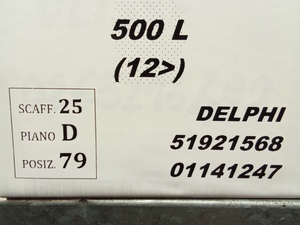 500 L
(12>)
SCAFF. 25
PIANO D
POSIZ. 79
DELPHI
51921568
01141247